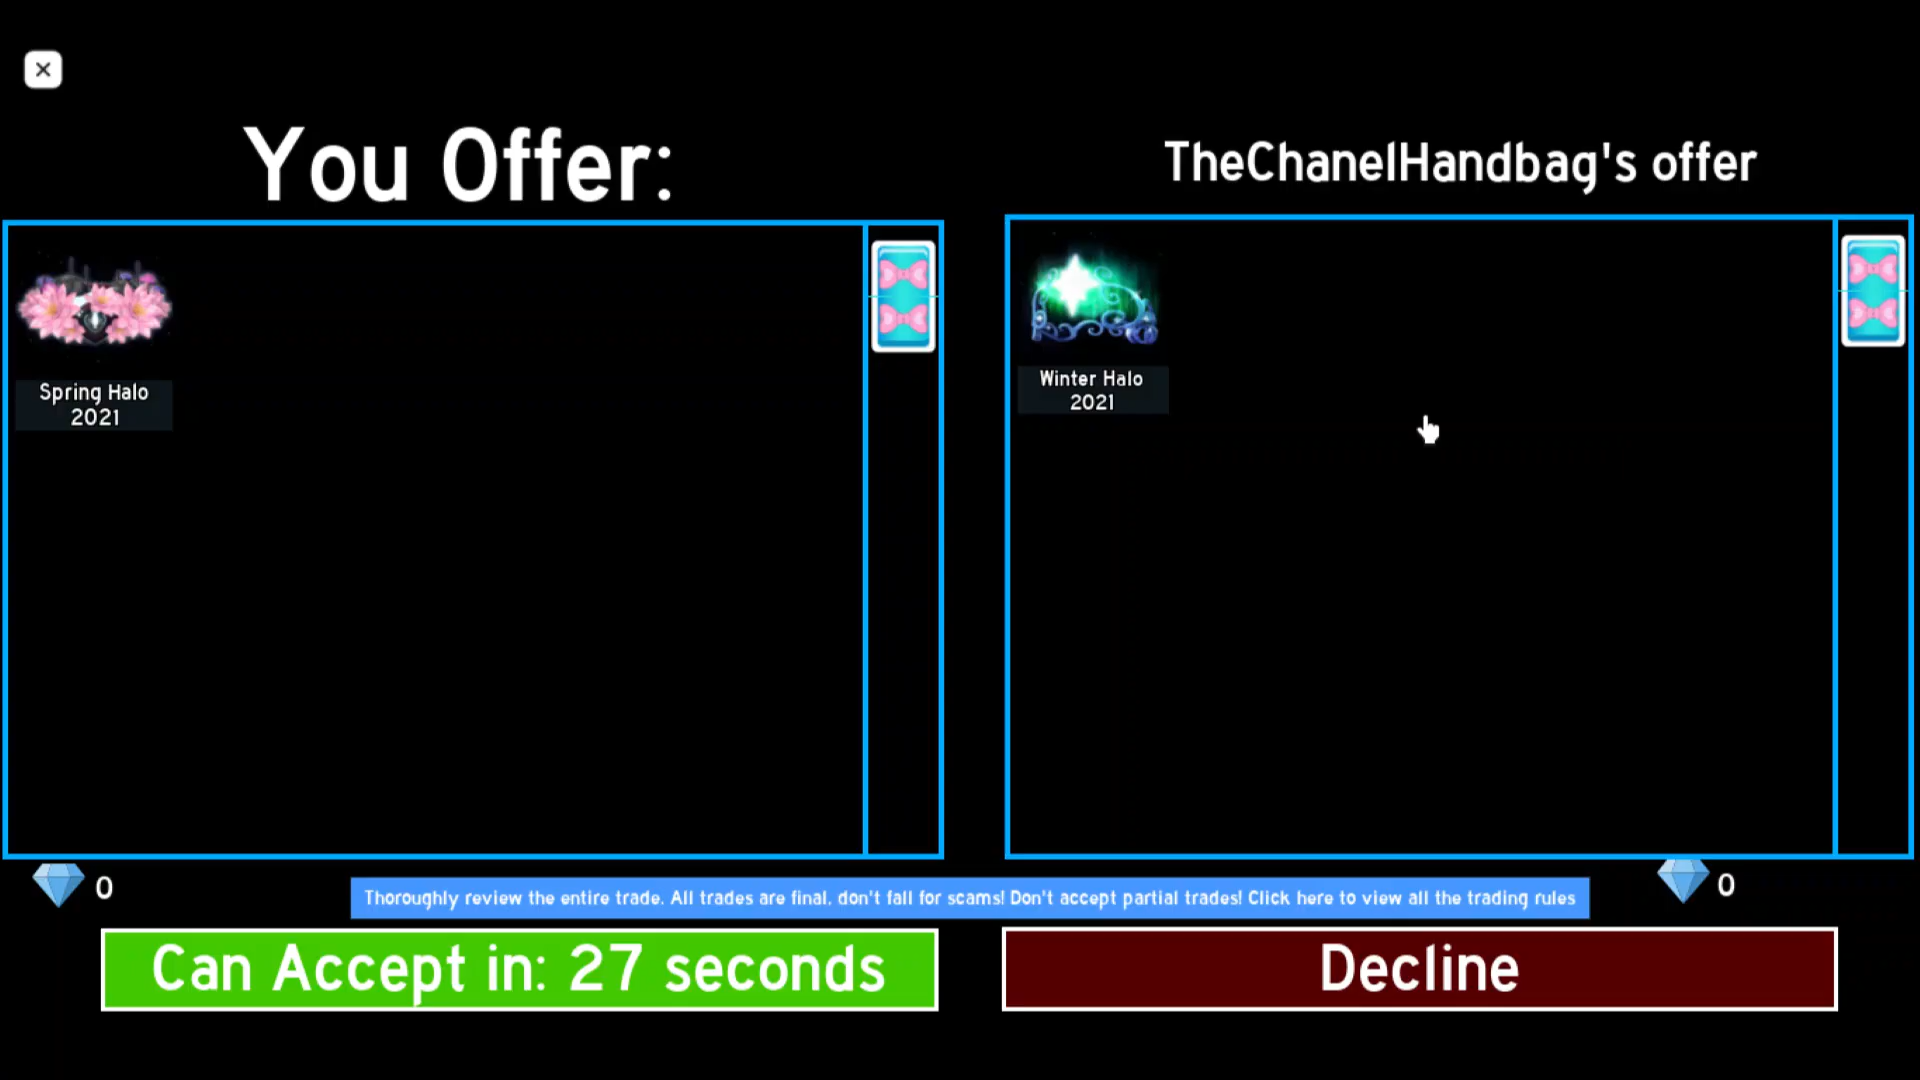 You Offer:
TheChanelHandbag's offer
Spring Halo
2021
Winter Halo
2021
0
0
Thoroughly review the entire trade. All trades are final, don't fall for scams! Don't accept partial trades! Click here to view all the trading rules
Can Accept in: 27 seconds
Decline